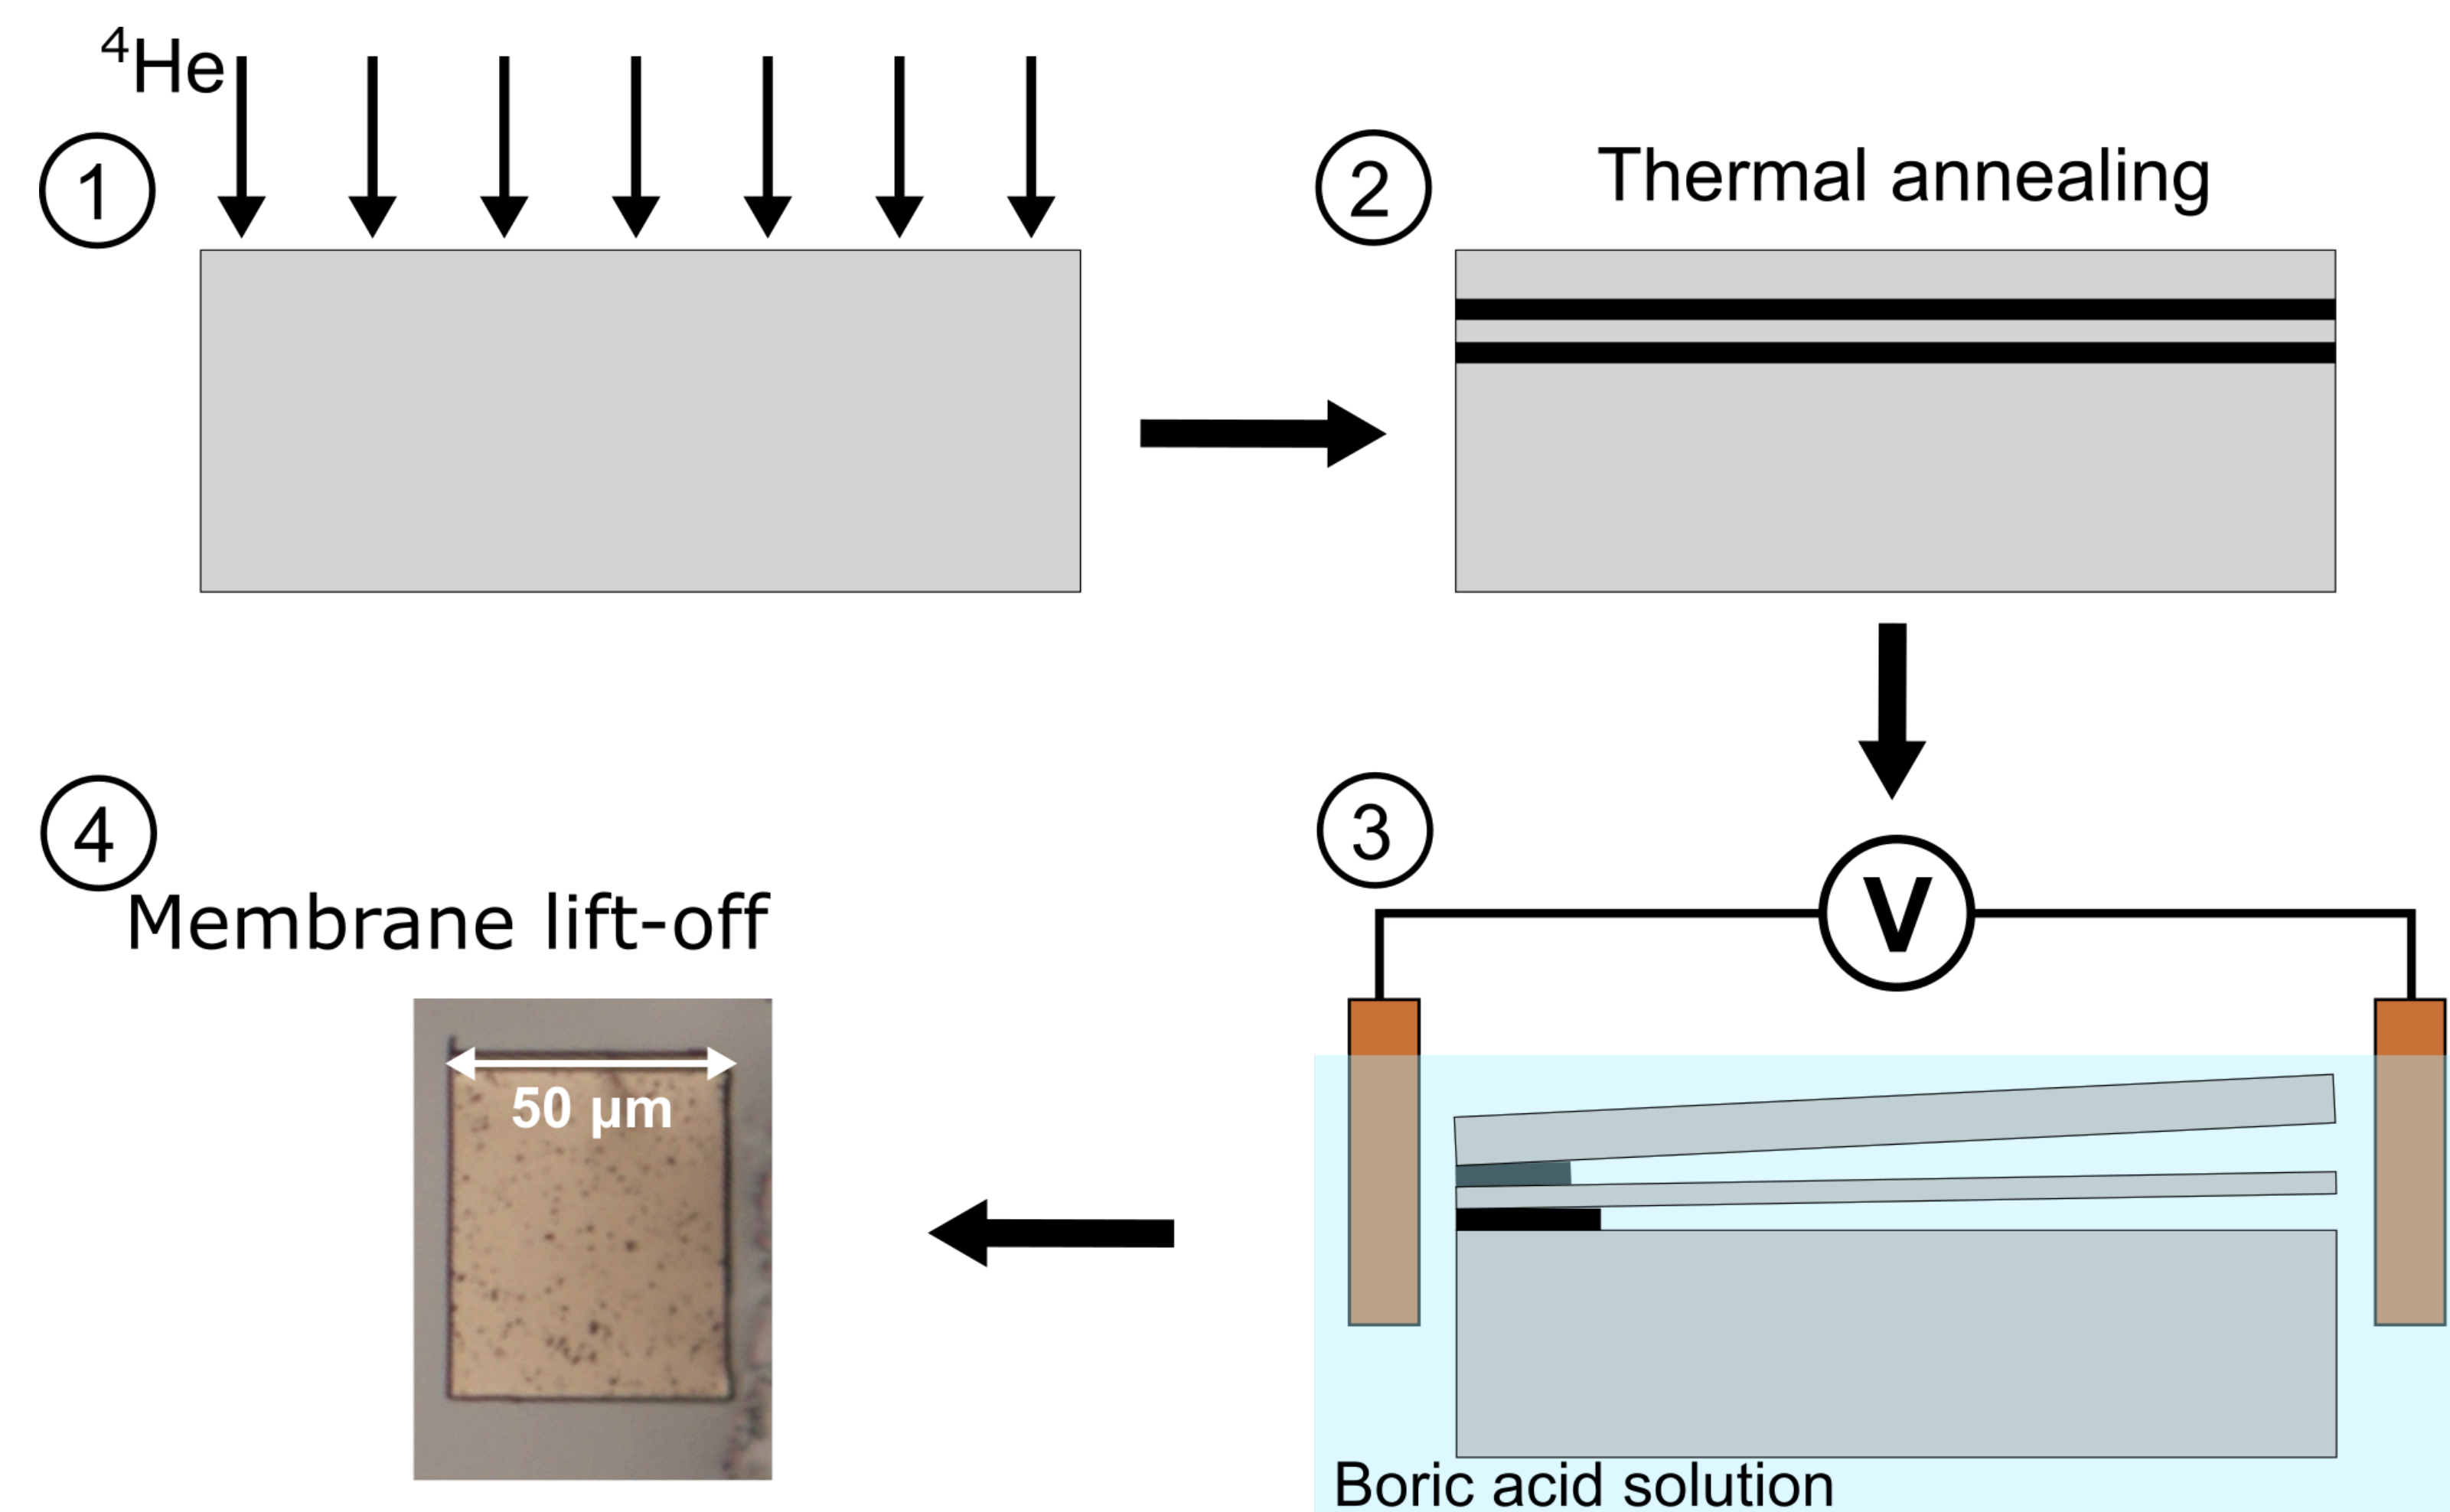 ⁴He
1
2
Thermal annealing
4
Membrane lift-off
50 µm
3
V
Boric acid solution